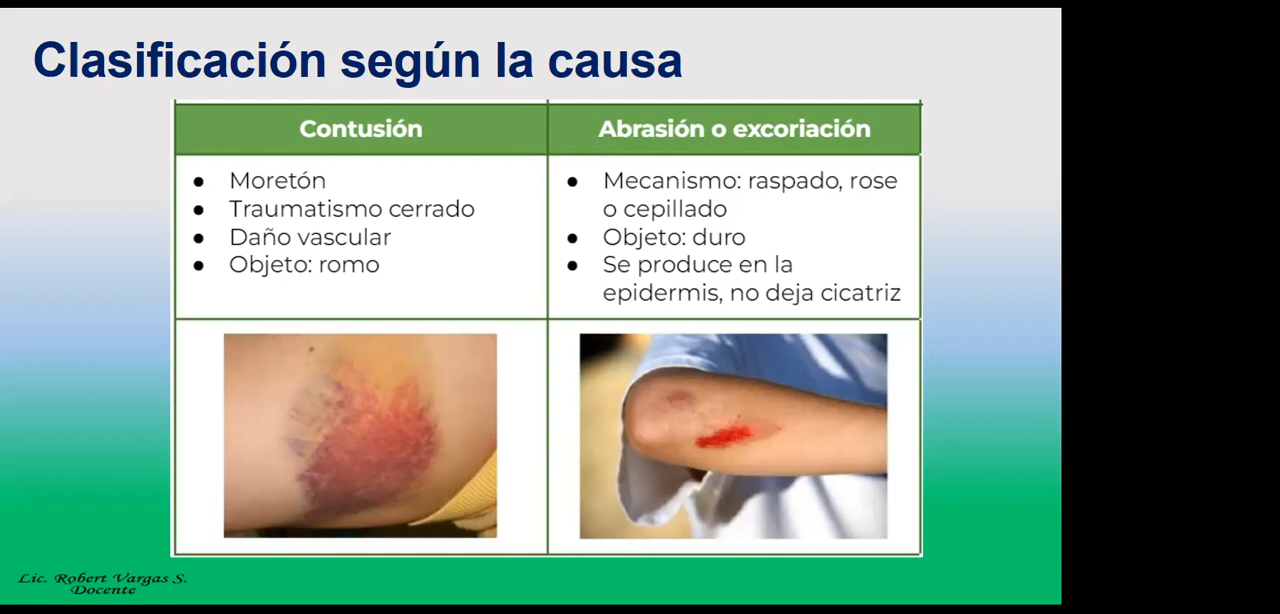 Clasificación según la causa
Contusión
● Moretón
● Traumatismo cerrado
● Daño vascular
● Objeto: romo
Abrasión o excoriación
● Mecanismo: raspado, rose
o cepillado
● Objeto: duro
● Se produce en la
epidermis, no deja cicatriz
Lic. Robert Vargas S.
Docente